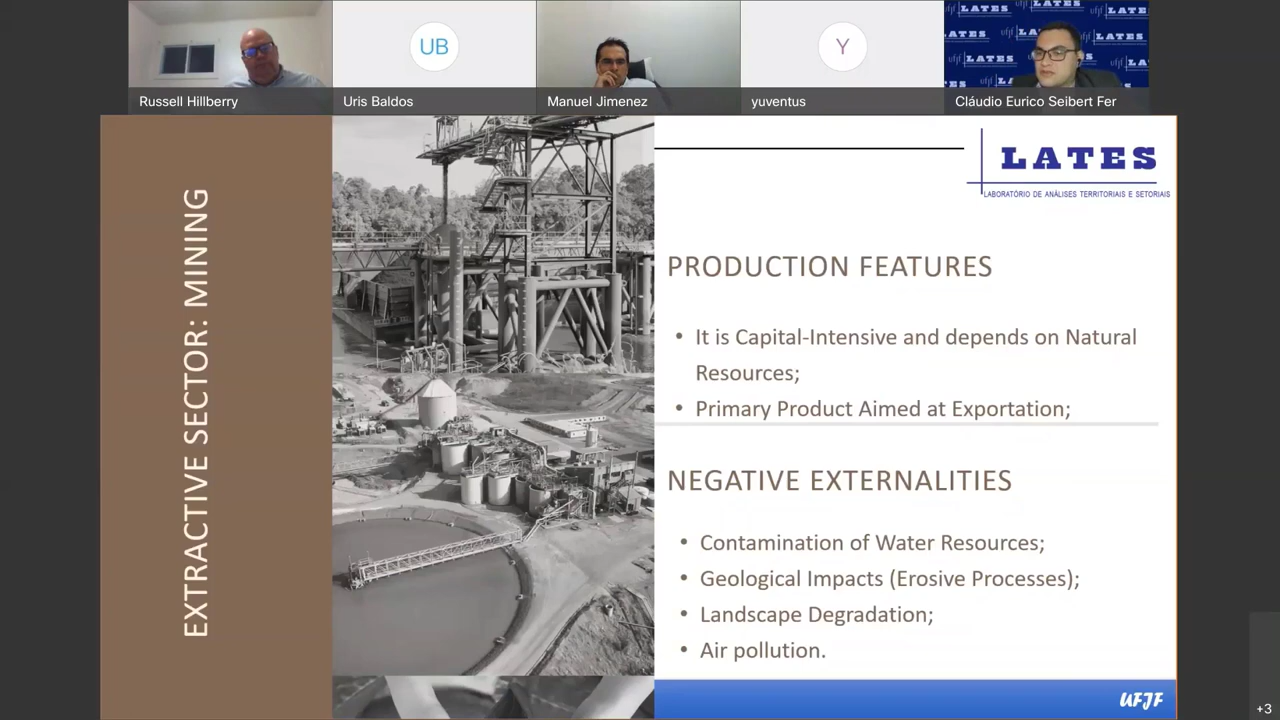 UB
Y
Russell Hillberry
Uris Baldos
Manuel Jimenez
yuventus
Cláudio Eurico Seibert Fer
EXTRACTIVE SECTOR: MINING
LATES
LABORATÓRIO DE ANÁLISES TERRITORIAIS E SETORIAIS
PRODUCTION FEATURES
• It is Capital-Intensive and depends on Natural
Resources;
• Primary Product Aimed at Exportation;
NEGATIVE EXTERNALITIES
• Contamination of Water Resources;
• Geological Impacts (Erosive Processes);
• Landscape Degradation;
• Air pollution.
UFJF
+3